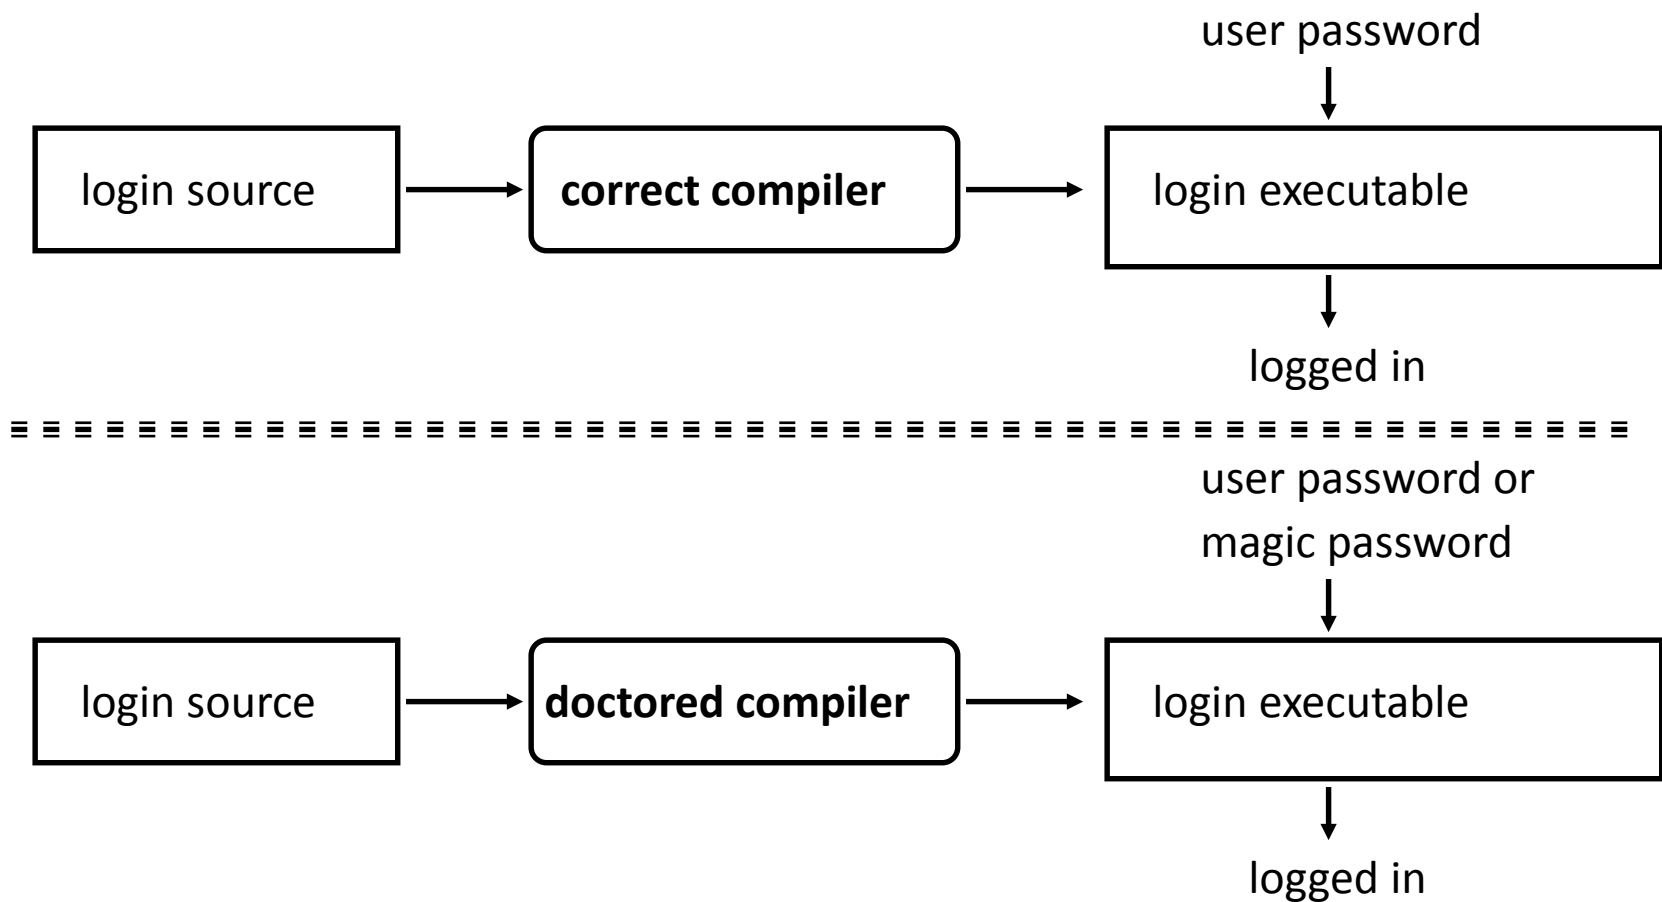 user password
login source
correct compiler
login executable
logged in
user password or
magic password
login source
doctored compiler
login executable
logged in